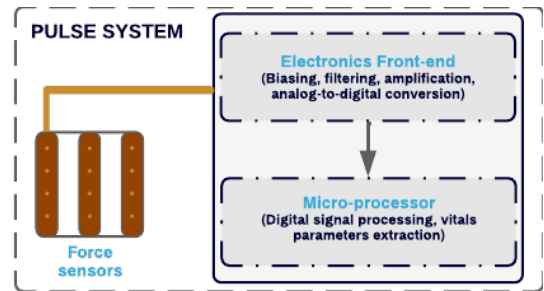 PULSE SYSTEM
Electronics Front-end
(Biasing, filtering, amplification,
analog-to-digital conversion)
Micro-processor
(Digital signal processing, vitals
parameters extraction)
Force
sensors